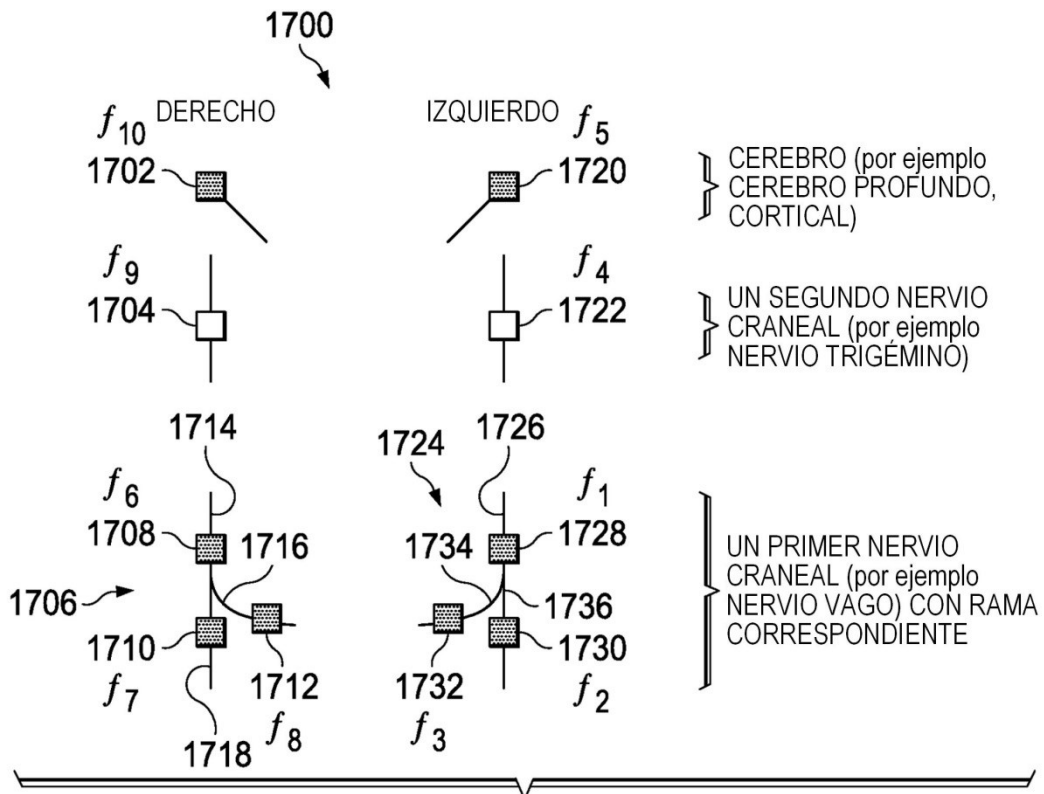 1700
DERECHO IZQUIERDO
f10 f5
1702 1720
CEREBRO (por ejemplo
CEREBRO PROFUNDO,
CORTICAL)
f9 f4
1704 1722
UN SEGUNDO NERVIO
CRANEAL (por ejemplo
NERVIO TRIGÉMINO)
1714 1724 1726
f6 f1
1708 1716 1734 1728
1706 1736
1710 1712 1732 1730
f7 f8 f3 f2
1718
UN PRIMER NERVIO
CRANEAL (por ejemplo
NERVIO VAGO) CON RAMA
CORRESPONDIENTE